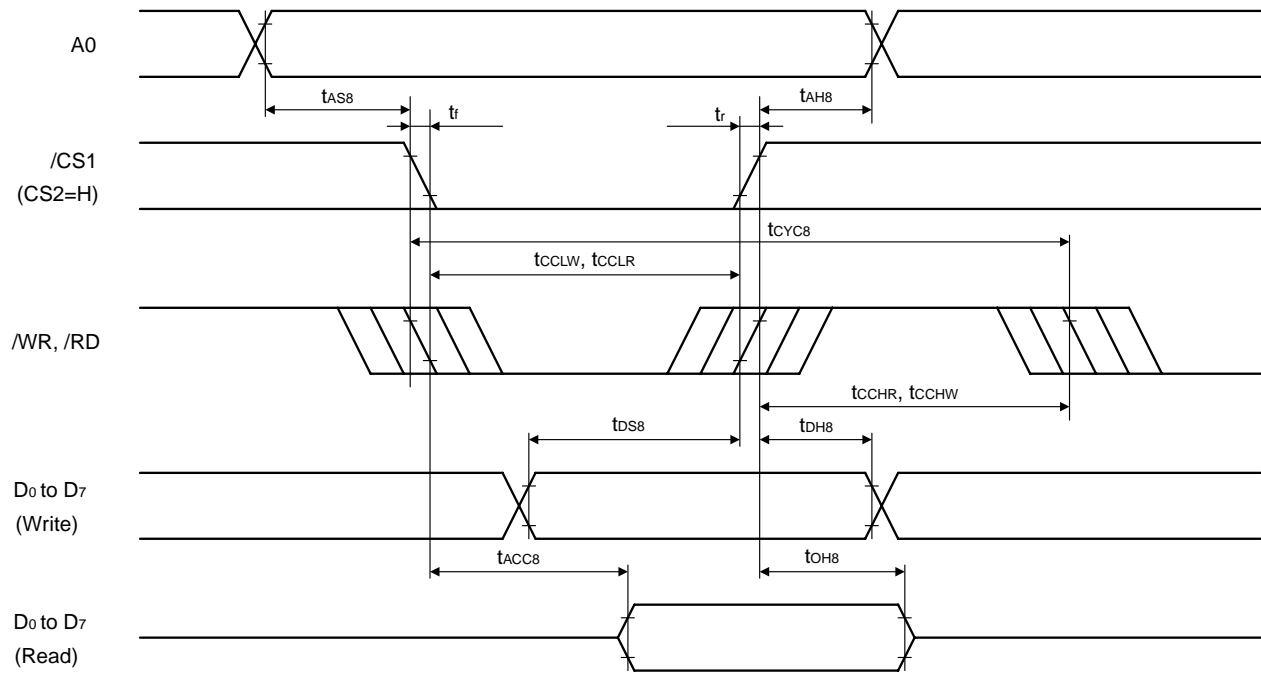 A0
tAS8
tf
tr
tAH8
/CS1
(CS2=H)
tCYC8
tCCLW, tCCLR
/WR, /RD
tCCHR, tCCHW
tDS8
tDH8
D0 to D7
(Write)
tACC8
tOH8
D0 to D7
(Read)